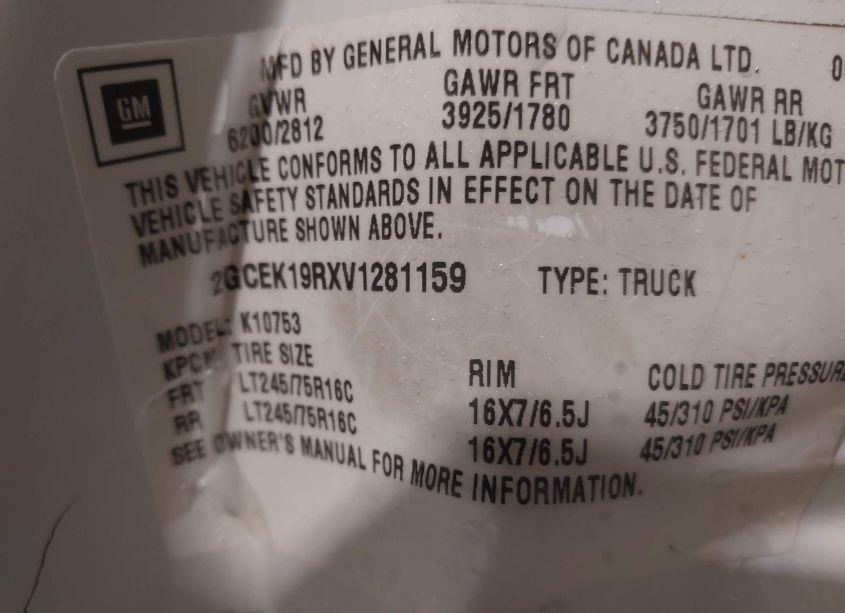 MFD BY GENERAL MOTORS OF CANADA LTD. 0
GM
GVWR GAWR FRT GAWR RR
6200/2812 3925/1780 3750/1701 LB/KG
THIS VEHICLE CONFORMS TO ALL APPLICABLE U.S. FEDERAL MOT
VEHICLE SAFETY STANDARDS IN EFFECT ON THE DATE OF
MANUFACTURE SHOWN ABOVE.
2GCEK19RXV1281159 TYPE: TRUCK
MODEL: K10753
KPCM TIRE SIZE RIM COLD TIRE PRESSURE
FRT LT245/75R16C 16X7/6.5J 45/310 PSI/KPA
RR LT245/75R16C 16X7/6.5J 45/310 PSI/KPA
SEE OWNER'S MANUAL FOR MORE INFORMATION.